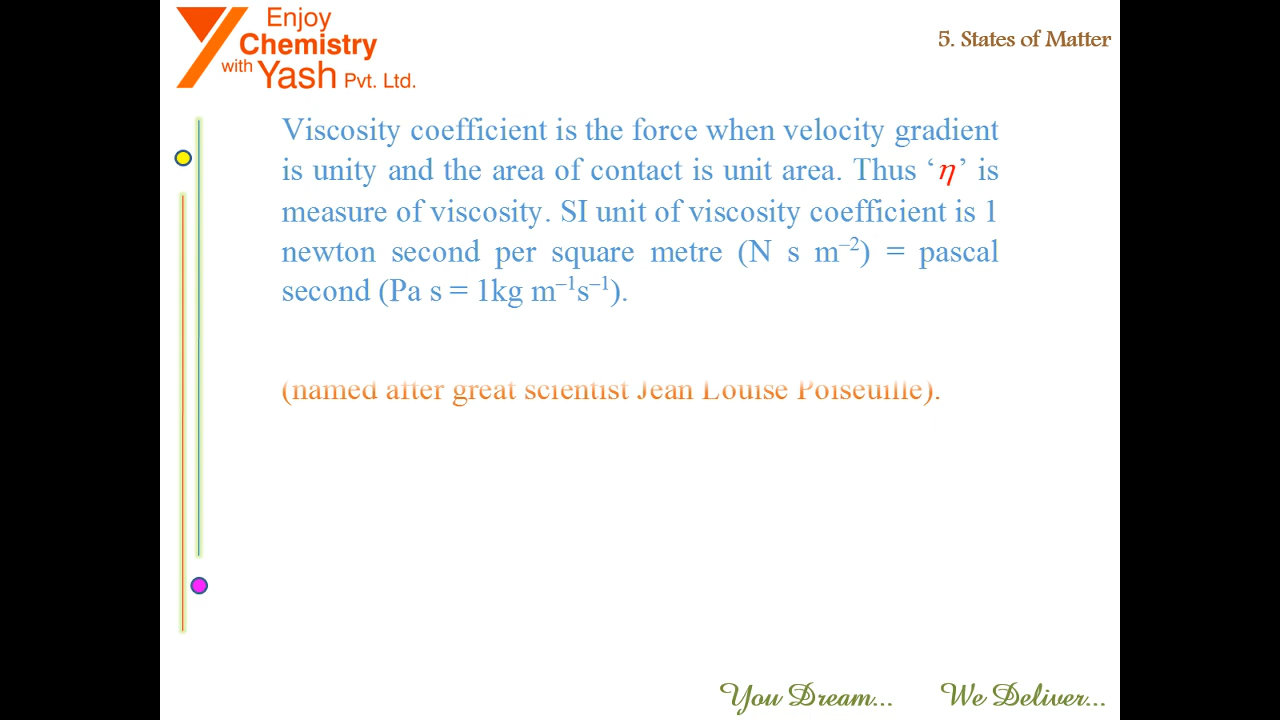 Enjoy
Chemistry
with Yash Pvt. Ltd.
5. States of Matter
Viscosity coefficient is the force when velocity gradient
is unity and the area of contact is unit area. Thus ‘η’ is
measure of viscosity. SI unit of viscosity coefficient is 1
newton second per square metre (N s m⁻²) = pascal
second (Pa s = 1kg m⁻¹s⁻¹).
(named after great scientist Jean Louise Poiseuille).
You Dream... We Deliver...